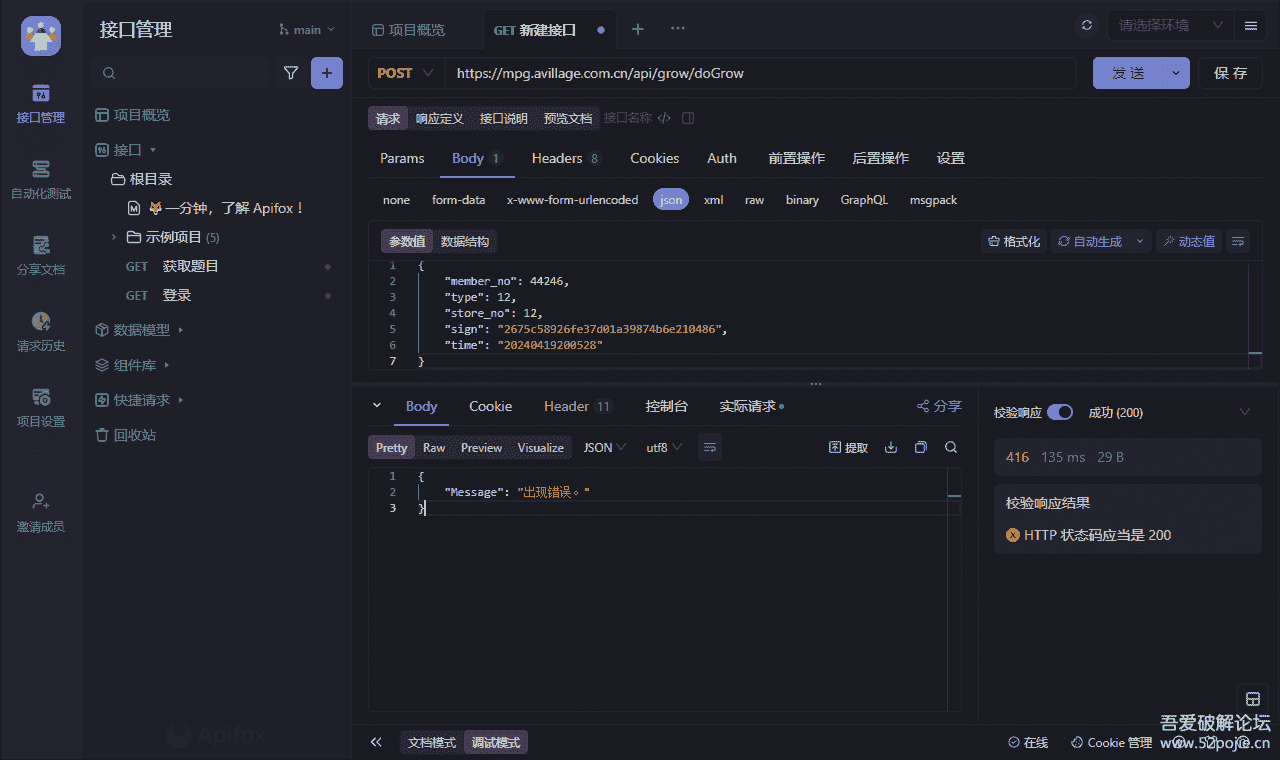 接口管理
main
项目概览
GET 新建接口
请选择环境
POST
https://mpg.avillage.com.cn/api/grow/doGrow
发 送
保 存
接口管理
自动化测试
分享文档
请求历史
项目设置
邀请成员
项目概览
接口
根目录
一分钟，了解 Apifox！
示例项目 (5)
GET 获取题目
GET 登录
数据模型
组件库
快捷请求
回收站
Apifox
请求 响应定义 接口说明 预览文档 接口名称
Params Body 1 Headers 8 Cookies Auth 前置操作 后置操作 设置
none form-data x-www-form-urlencoded json xml raw binary GraphQL msgpack
参数值 数据结构
格式化 自动生成 动态值
1 {
2 "member_no": 44246,
3 "type": 12,
4 "store_no": 12,
5 "sign": "2675c58926fe37d01a39874b6e210486",
6 "time": "20240419200528"
7 }
Body Cookie Header 11 控制台 实际请求 分享
Pretty Raw Preview Visualize JSON utf8 提取
1 {
2 "Message": "出现错误。"
3 }
校验响应 成功 (200)
416 135 ms 29 B
校验响应结果
HTTP 状态码应当是 200
文档模式 调试模式
在线 Cookie 管理
吾爱破解论坛
www.52pojie.cn